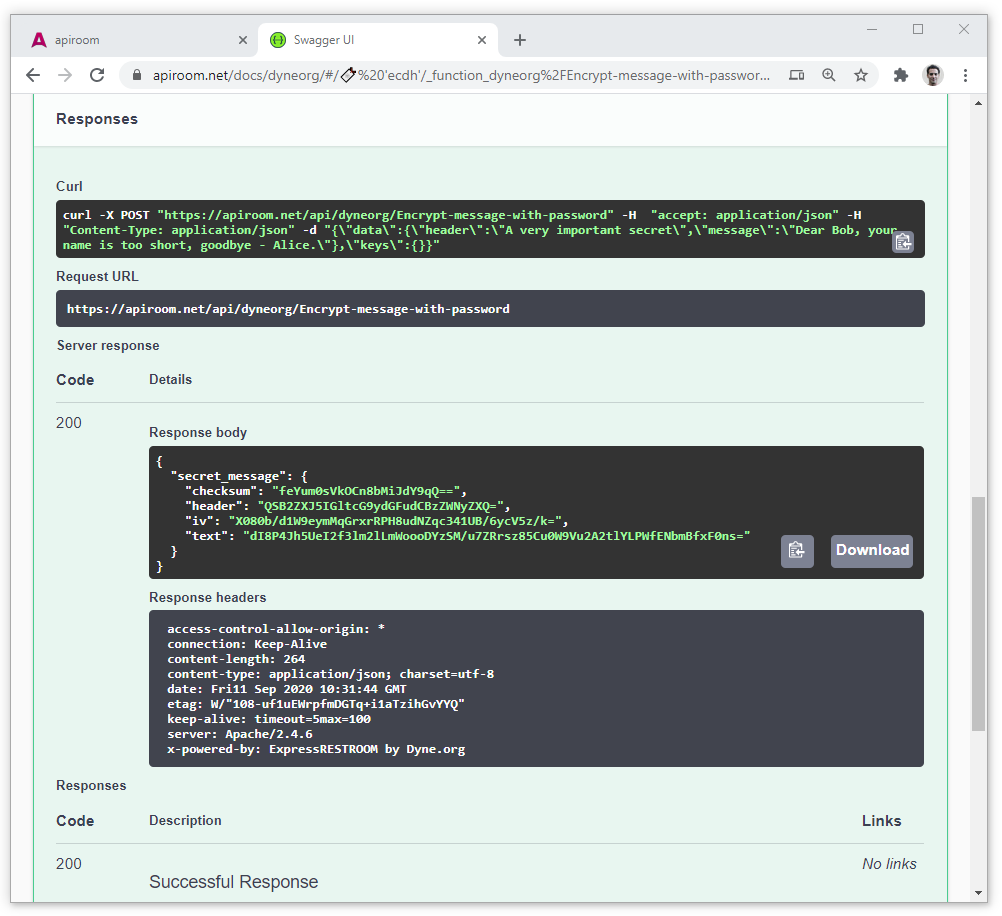 apiroom
Swagger UI
apiroom.net/docs/dyneorg/#/%20'ecdh'/_function_dyneorg%2FEncrypt-message-with-passwor...
Responses
Curl
curl -X POST "https://apiroom.net/api/dyneorg/Encrypt-message-with-password" -H  "accept: application/json" -H
"Content-Type: application/json" -d "{\"data\":{\"header\":\"A very important secret\",\"message\":\"Dear Bob, your
name is too short, goodbye - Alice.\"},\"keys\":{}}"
Request URL
https://apiroom.net/api/dyneorg/Encrypt-message-with-password
Server response
Code Details
200
Response body
{
"secret_message": {
"checksum": "feYum0sVkOCn8bMiJdY9qQ==",
"header": "QSB2ZXJ5IGltcG9ydGFudCBzZWNyZXQ=",
"iv": "X080b/d1W9eymMqGrxrRPH8udNZqc341UB/6ycV5z/k=",
"text": "dI8P4Jh5UeI2f3lm2lLmWoooDYzSM/u7ZRrsz85Cu0W9Vu2A2tlYLPWfENbmBfxF0ns="
}
}
Download
Response headers
access-control-allow-origin: *
connection: Keep-Alive
content-length: 264
content-type: application/json; charset=utf-8
date: Fri11 Sep 2020 10:31:44 GMT
etag: W/"108-uf1uEWrpfmDGTq+i1aTzihGvYYQ"
keep-alive: timeout=5max=100
server: Apache/2.4.6
x-powered-by: ExpressRESTROOM by Dyne.org
Responses
Code Description Links
200 No links
Successful Response